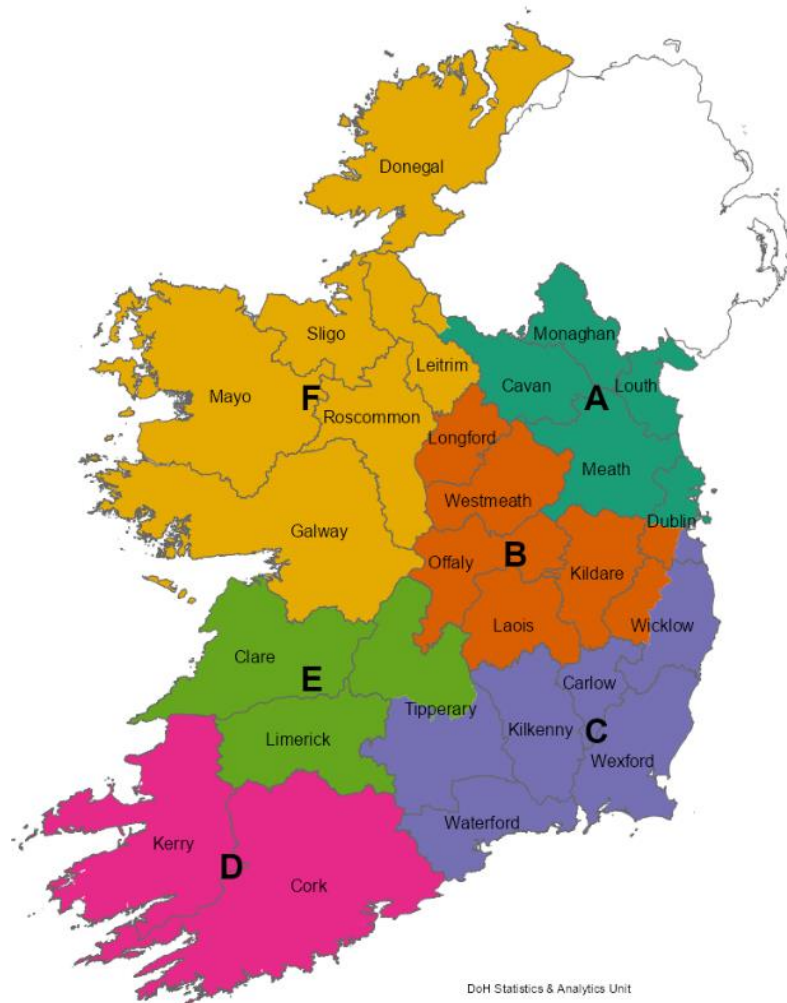 Donegal
Monaghan
Sligo
Leitrim
Cavan
Louth
Mayo
F
A
Roscommon
Longford
Meath
Westmeath
Dublin
Galway
B
Offaly
Kildare
Laois
Wicklow
Clare
E
Carlow
Tipperary
Kilkenny
C
Limerick
Wexford
Waterford
Kerry
D
Cork
DoH Statistics & Analytics Unit